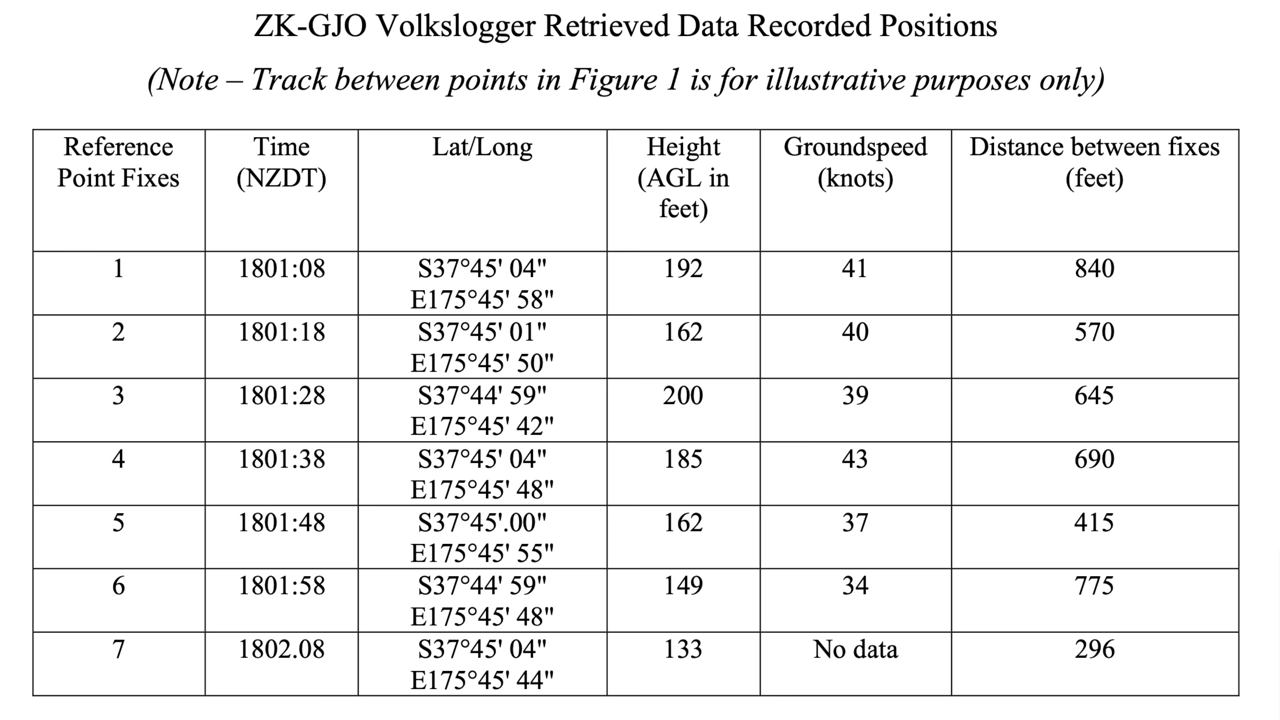 ZK-GJO Volkslogger Retrieved Data Recorded Positions
(Note – Track between points in Figure 1 is for illustrative purposes only)
Reference Point Fixes | Time (NZDT) | Lat/Long | Height (AGL in feet) | Groundspeed (knots) | Distance between fixes (feet)
1 | 1801:08 | S37°45' 04" E175°45' 58" | 192 | 41 | 840
2 | 1801:18 | S37°45' 01" E175°45' 50" | 162 | 40 | 570
3 | 1801:28 | S37°44' 59" E175°45' 42" | 200 | 39 | 645
4 | 1801:38 | S37°45' 04" E175°45' 48" | 185 | 43 | 690
5 | 1801:48 | S37°45'.00" E175°45' 55" | 162 | 37 | 415
6 | 1801:58 | S37°44' 59" E175°45' 48" | 149 | 34 | 775
7 | 1802.08 | S37°45' 04" E175°45' 44" | 133 | No data | 296